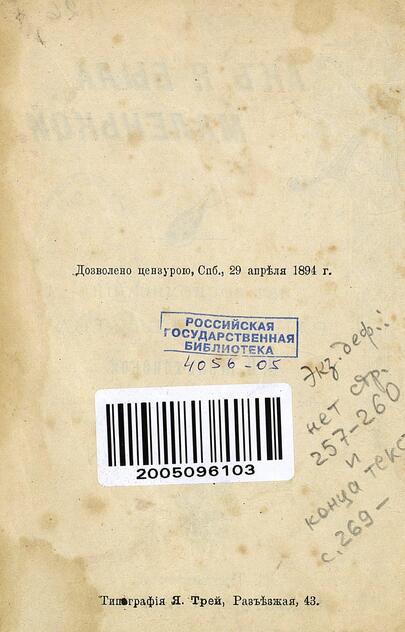 Дозволено цензурою, Спб., 29 апрѣля 1894 г.
РОССИЙСКАЯ
ГОСУДАРСТВЕННАЯ
БИБЛИОТЕКА
4056-05
Экз. деф.:
нет стр.
257-260
и
конца текс
с. 269-
2005096103
Типографія Я. Трей, Разъѣзжая, 43.